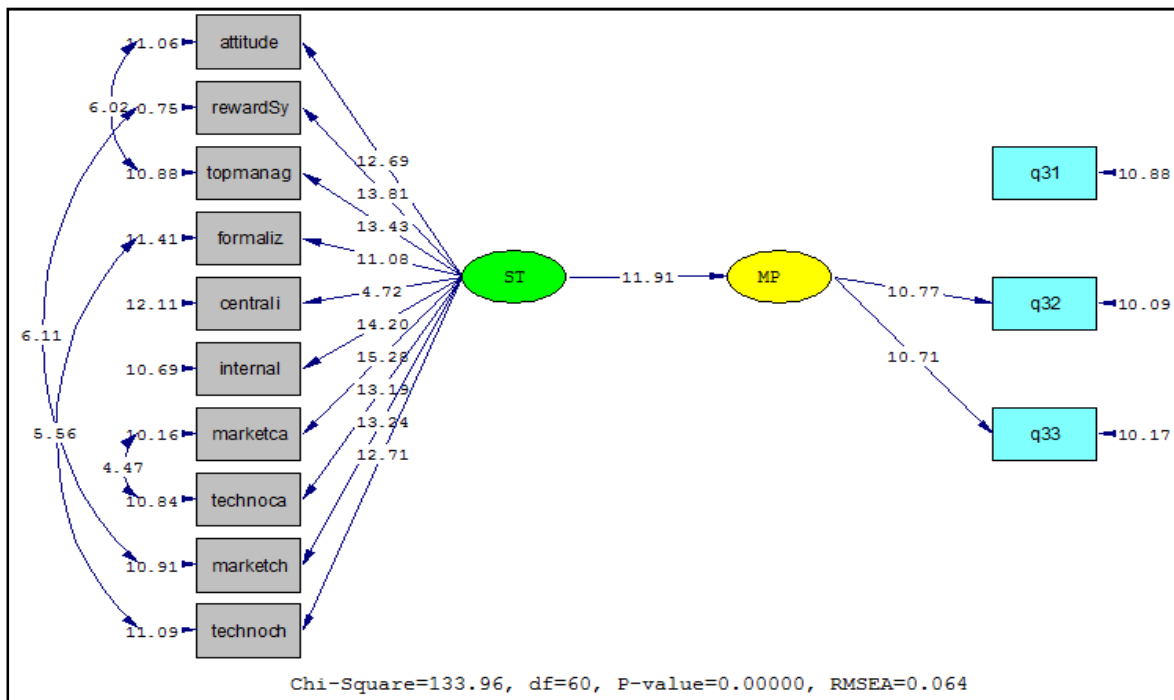 11.06 attitude
6.02 0.75 rewardSy
12.69
10.88 topmanag
13.81
q31 10.88
13.43
11.41 formaliz
11.08
ST 11.91 MP
12.11 centrali
4.72
10.77
q32 10.09
14.20
6.11
15.28
10.71
10.69 internal
13.19
5.56
10.16 marketca
13.24
q33 10.17
12.71
4.47
10.84 technoca
10.91 marketch
11.09 technoch
Chi-Square=133.96, df=60, P-value=0.00000, RMSEA=0.064